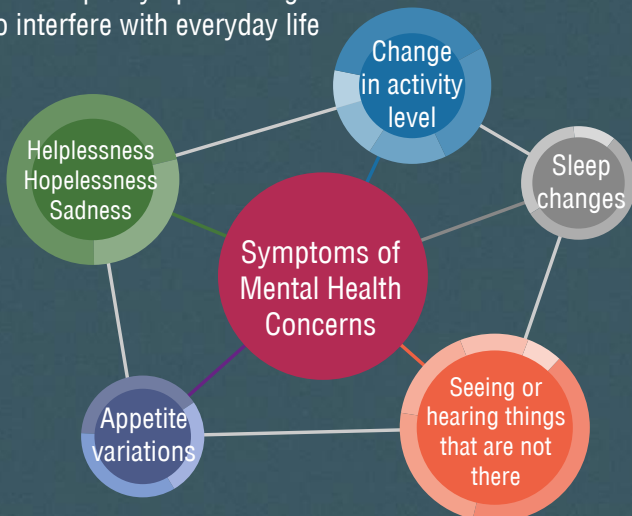 to interfere with everyday life
Change
in activity
level
Helplessness
Hopelessness
Sadness
Sleep
changes
Symptoms of
Mental Health
Concerns
Appetite
variations
Seeing or
hearing things
that are not
there